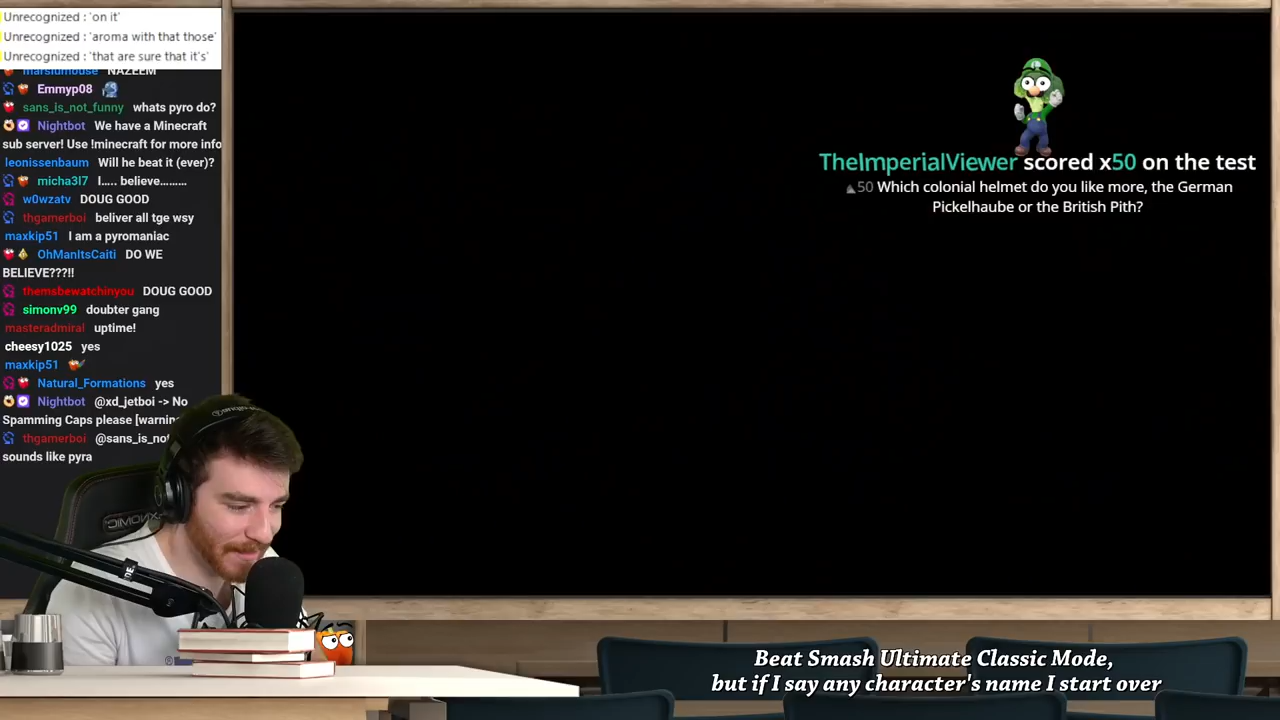 Unrecognized : 'on it'
Unrecognized : 'aroma with that those'
Unrecognized : 'that are sure that it's'
marslumouse NAZEEM
Emmyp08
sans_is_not_funny whats pyro do?
Nightbot We have a Minecraft
sub server! Use !minecraft for more info
leonissenbaum Will he beat it (ever)?
micha3l7 I..... believe.........
w0wzatv DOUG GOOD
thgamerboi beliver all tge wsy
maxkip51 I am a pyromaniac
OhManItsCaiti DO WE
BELIEVE???!!
themsbewatchinyou DOUG GOOD
simonv99 doubter gang
masteradmiral uptime!
cheesy1025 yes
maxkip51
Natural_Formations yes
Nightbot @xd_jetboi -> No
Spamming Caps please
thgamerboi
sounds like pyra
TheImperialViewer scored x50 on the test
50 Which colonial helmet do you like more, the German
Pickelhaube or the British Pith?
Beat Smash Ultimate Classic Mode,
but if I say any character's name I start over